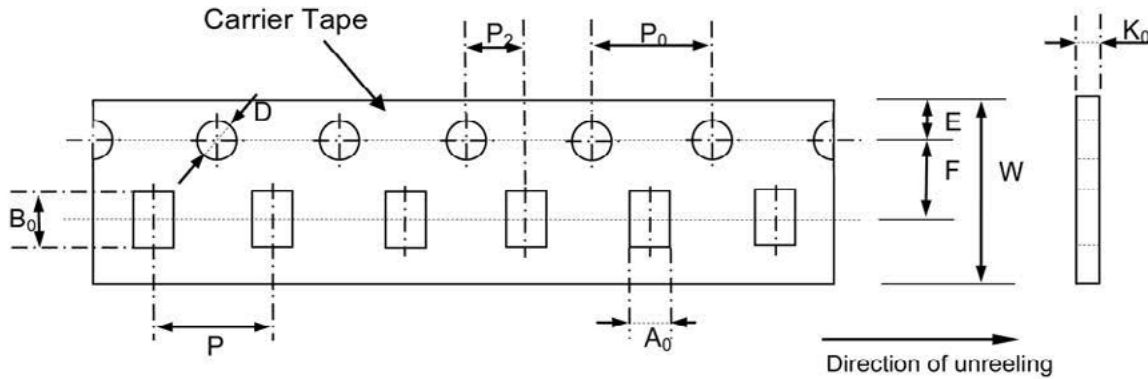 Carrier Tape
P₂
P₀
K₀
D
E
F
W
B₀
P
A₀
Direction of unreeling